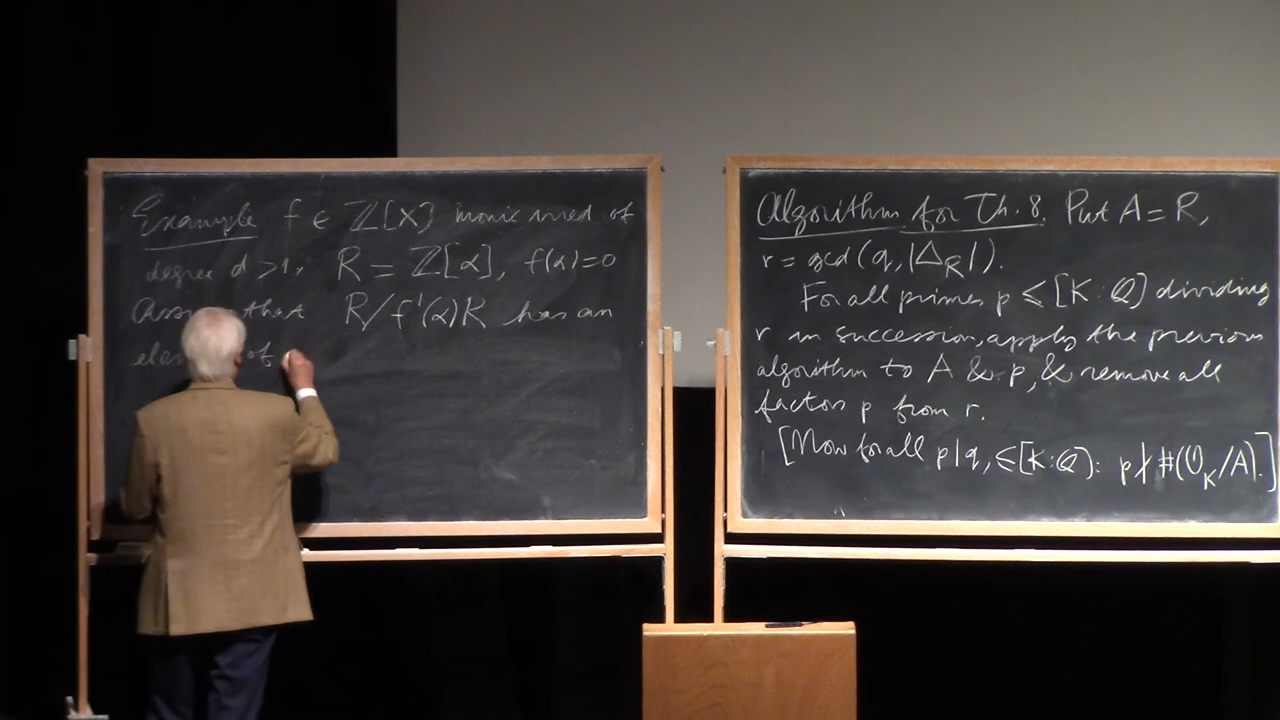 Example f ∈ ℤ[X] monic irred of
degree d > 1, R = ℤ[α], f(α)=0
that R/f'(α)R has an
of
Algorithm for Th. 8. Put A = R,
r = gcd(q, |Δ_R|).
For all primes p ⩽ [K:ℚ] dividing
r in succession, apply the previous
algorithm to A & p, & remove all
factors p from r.
[Now for all p|q, ⩽[K:ℚ]: p∤#(O_K/A).]